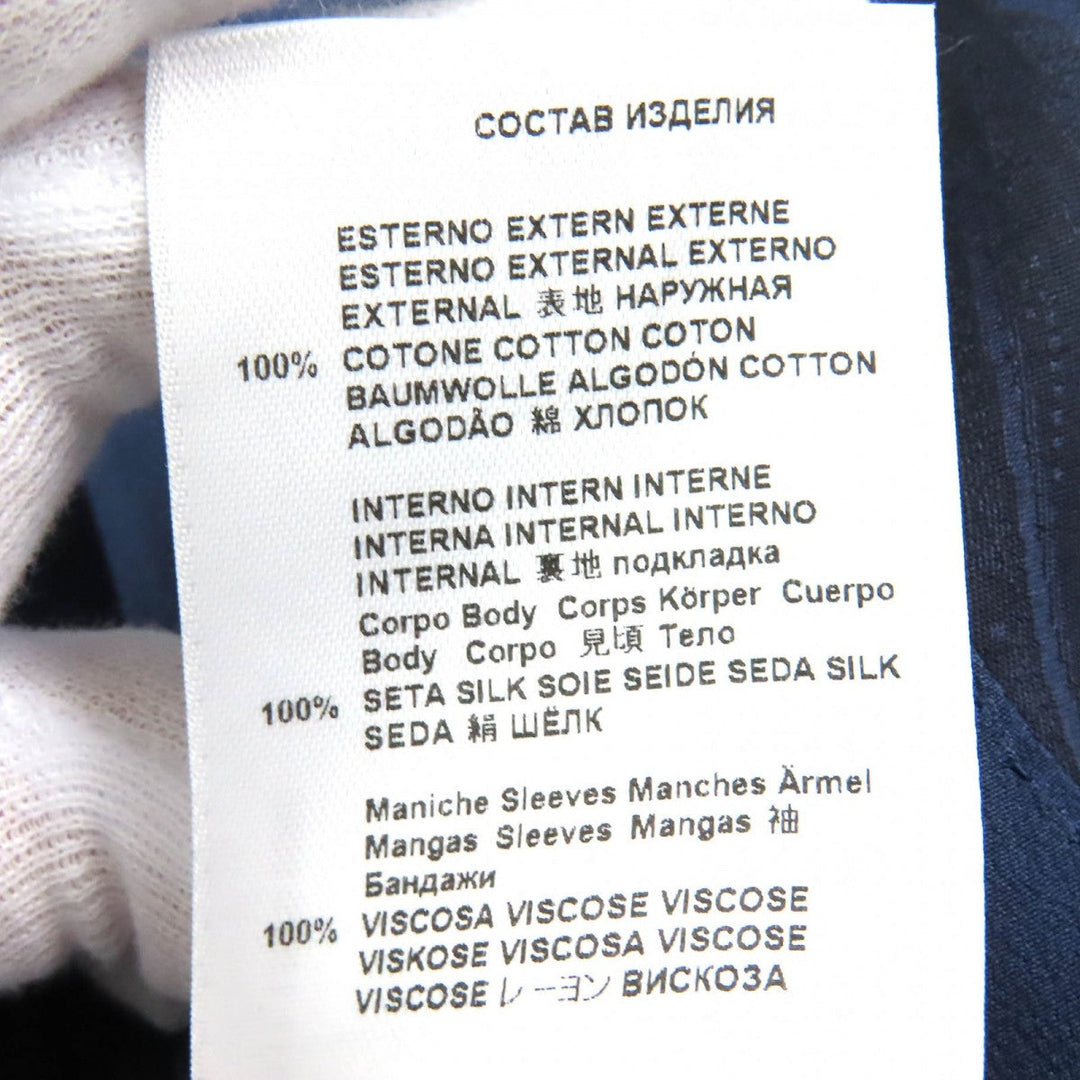 СОСТАВ ИЗДЕЛИЯ
ESTERNO EXTERN EXTERNE
ESTERNO EXTERNAL EXTERNO
EXTERNAL 表地 НАРУЖНАЯ
100% COTONE COTTON COTON
BAUMWOLLE ALGODÓN COTTON
ALGODÃO 綿 ХЛОПОК
INTERNO INTERN INTERNE
INTERNA INTERNAL INTERNO
INTERNAL 裏地 подкладка
Corpo Body Corps Körper Cuerpo
Body Corpo 見頃 Тело
100% SETA SILK SOIE SEIDE SEDA SILK
SEDA 絹 ШЁЛК
Maniche Sleeves Manches Ärmel
Mangas Sleeves Mangas 袖
Бандажи
100% VISCOSA VISCOSE VISCOSE
VISKOSE VISCOSA VISCOSE
VISCOSE レーヨン ВИСКОЗА